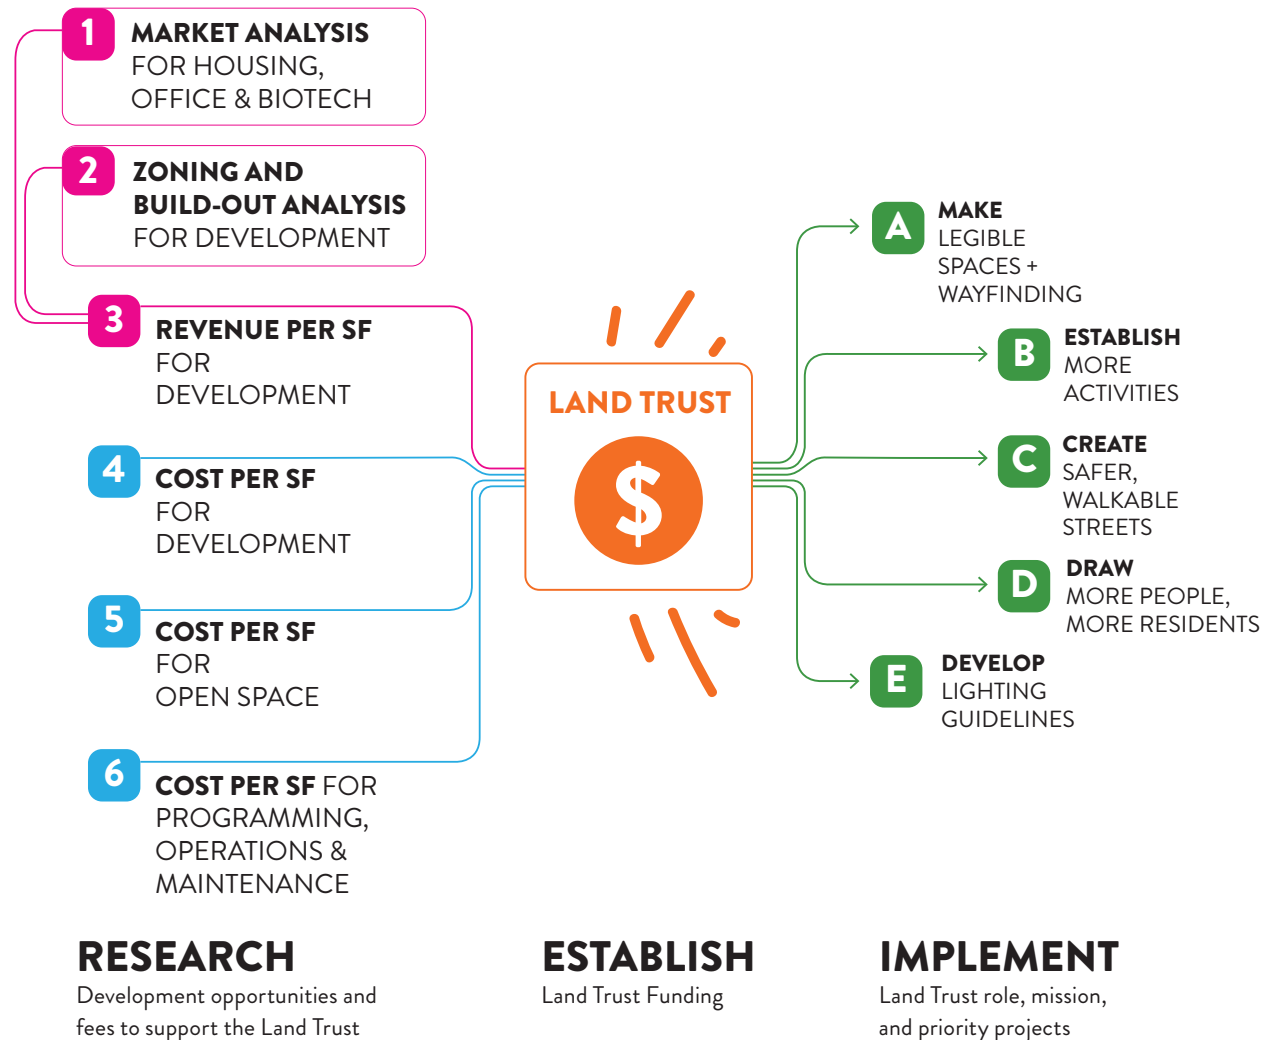 1
MARKET ANALYSIS
FOR HOUSING,
OFFICE & BIOTECH
2
ZONING AND
BUILD-OUT ANALYSIS
FOR DEVELOPMENT
3
REVENUE PER SF
FOR
DEVELOPMENT
4
COST PER SF
FOR
DEVELOPMENT
5
COST PER SF
FOR
OPEN SPACE
6
COST PER SF FOR
PROGRAMMING,
OPERATIONS &
MAINTENANCE
LAND TRUST
$
A
MAKE
LEGIBLE
SPACES +
WAYFINDING
B
ESTABLISH
MORE
ACTIVITIES
C
CREATE
SAFER,
WALKABLE
STREETS
D
DRAW
MORE PEOPLE,
MORE RESIDENTS
E
DEVELOP
LIGHTING
GUIDELINES
RESEARCH
Development opportunities and
fees to support the Land Trust
ESTABLISH
Land Trust Funding
IMPLEMENT
Land Trust role, mission,
and priority projects